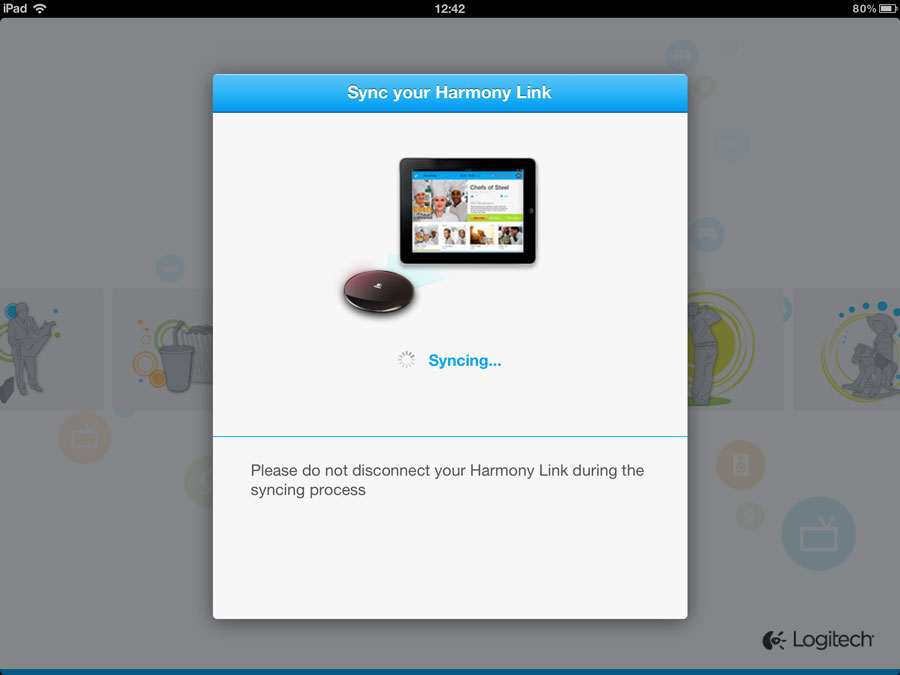 iPad 12:42 80%
Sync your Harmony Link
Chefs of Steel
Syncing...
Please do not disconnect your Harmony Link during the
syncing process
Logitech